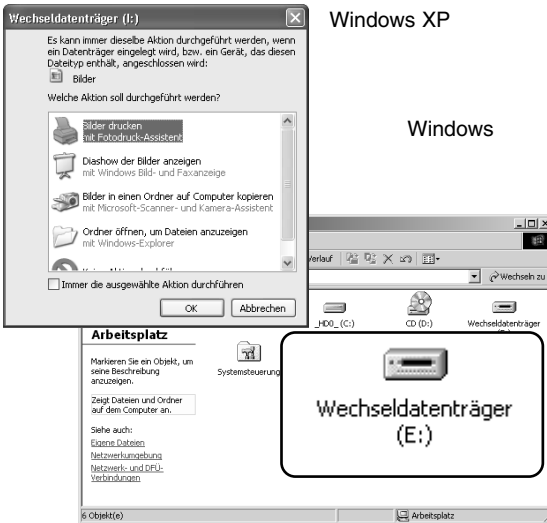 Wechseldatenträger (I:)
Windows XP
Es kann immer dieselbe Aktion durchgeführt werden, wenn
ein Datenträger eingelegt wird, bzw. ein Gerät, das diesen
Dateityp enthält, angeschlossen wird:
Bilder
Welche Aktion soll durchgeführt werden?
Bilder drucken
mit Fotodruck-Assistent
Diashow der Bilder anzeigen
mit Windows Bild- und Faxanzeige
Bilder in einen Ordner auf Computer kopieren
mit Microsoft-Scanner- und Kamera-Assistent
Ordner öffnen, um Dateien anzuzeigen
mit Windows-Explorer
Immer die ausgewählte Aktion durchführen
OK
Abbrechen
Windows
Verlauf
Wechseln zu
_HD0_ (C:)
CD (D:)
Wechseldatenträger
Arbeitsplatz
Markieren Sie ein Objekt, um
seine Beschreibung
anzuzeigen.
Zeigt Dateien und Ordner
auf dem Computer an.
Siehe auch:
Eigene Dateien
Netzwerkumgebung
Netzwerk- und DFÜ-
Verbindungen
Systemsteuerung
Wechseldatenträger
(E:)
6 Objekt(e)
Arbeitsplatz